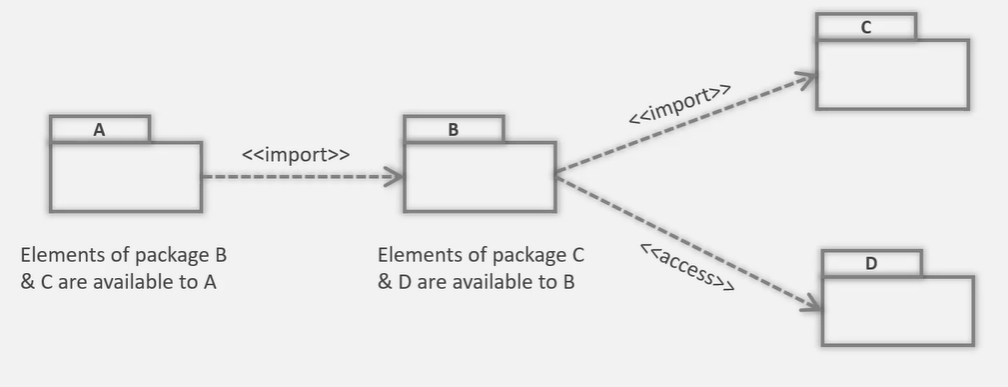 C
<<import>>
A
B
<<import>>
Elements of package B
& C are available to A
Elements of package C
& D are available to B
<<access>>
D